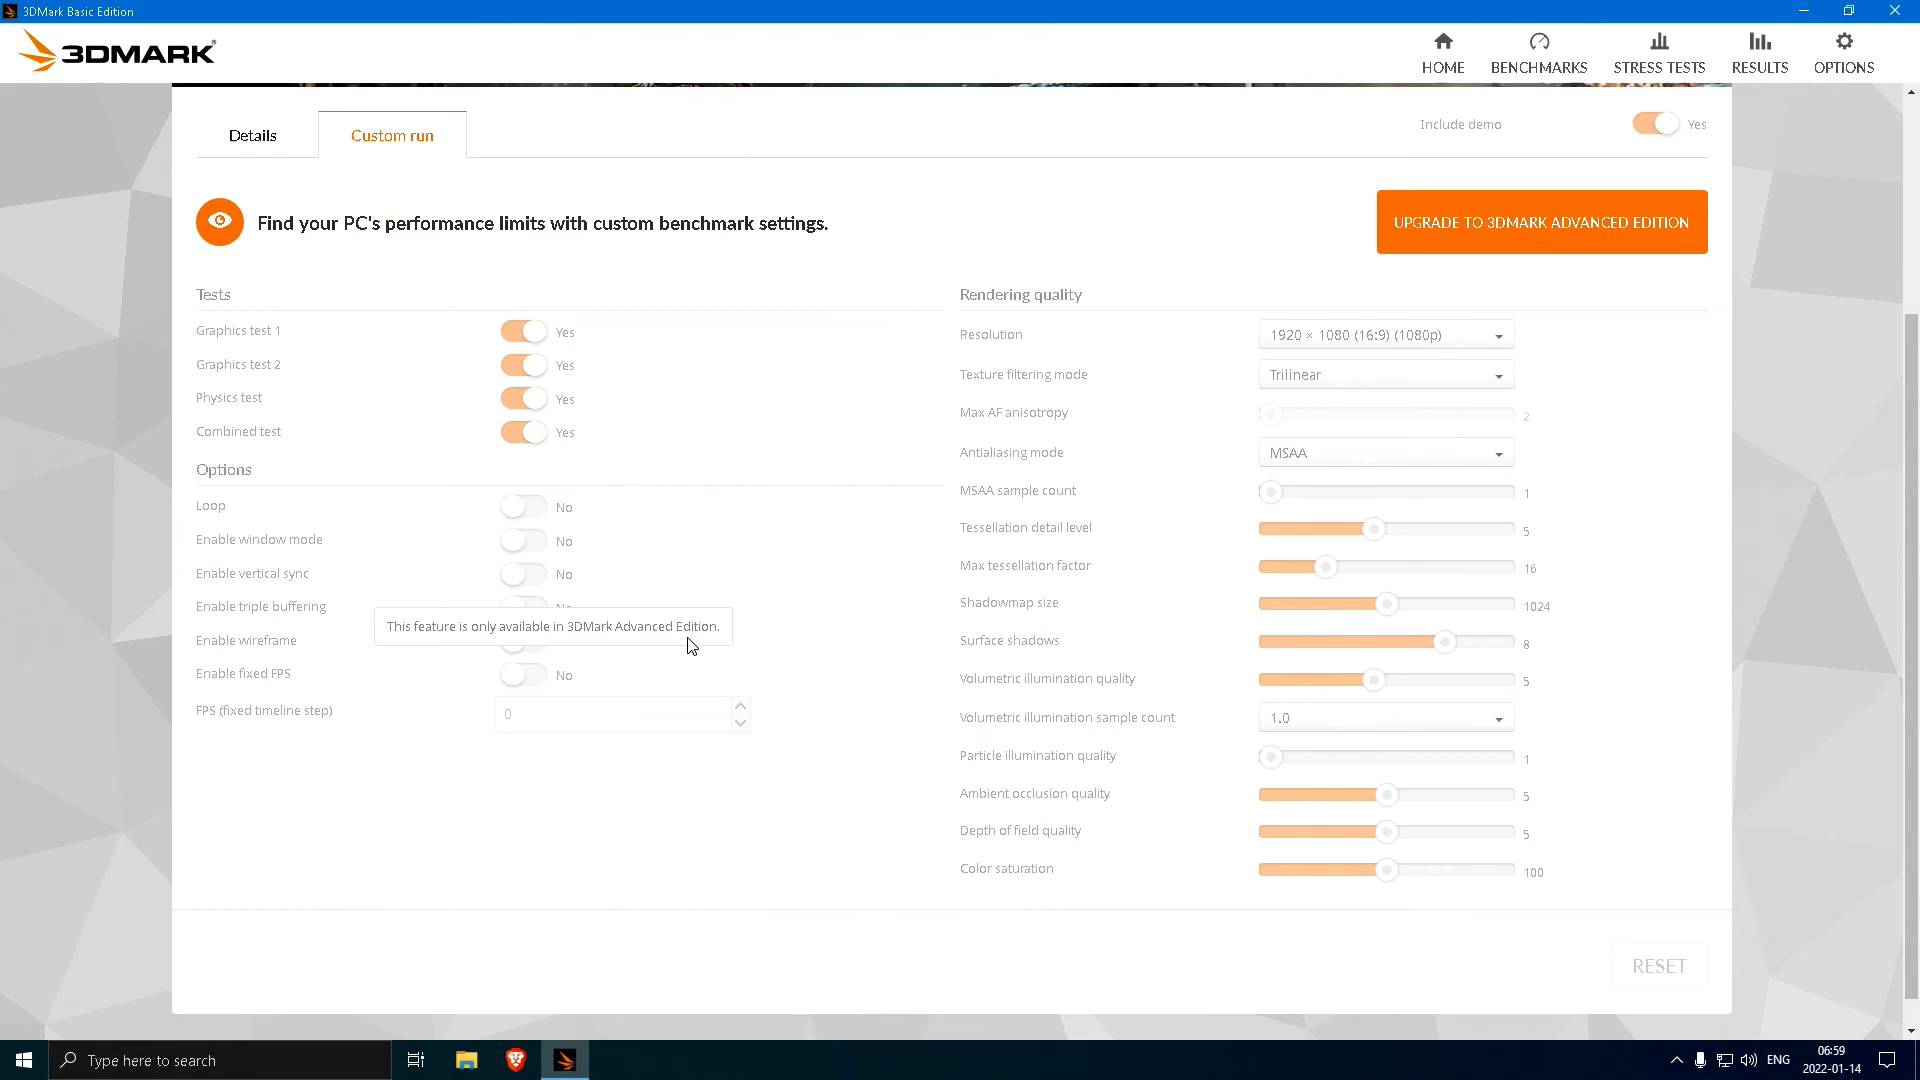 3DMark Basic Edition
3DMARK
HOME
BENCHMARKS
STRESS TESTS
RESULTS
OPTIONS
Details
Custom run
Include demo
Yes
Find your PC's performance limits with custom benchmark settings.
UPGRADE TO 3DMARK ADVANCED EDITION
Tests
Graphics test 1
Yes
Graphics test 2
Yes
Physics test
Yes
Combined test
Yes
Options
Loop
No
Enable window mode
No
Enable vertical sync
No
Enable triple buffering
This feature is only available in 3DMark Advanced Edition.
Enable wireframe
Enable fixed FPS
No
FPS (fixed timeline step)
0
Rendering quality
Resolution
1920 × 1080 (16:9) (1080p)
Texture filtering mode
Trilinear
Max AF anisotropy
2
Antialiasing mode
MSAA
MSAA sample count
1
Tessellation detail level
5
Max tessellation factor
16
Shadowmap size
1024
Surface shadows
8
Volumetric illumination quality
5
Volumetric illumination sample count
1.0
Particle illumination quality
1
Ambient occlusion quality
5
Depth of field quality
5
Color saturation
100
RESET
Type here to search
ENG
06:59
2022-01-14